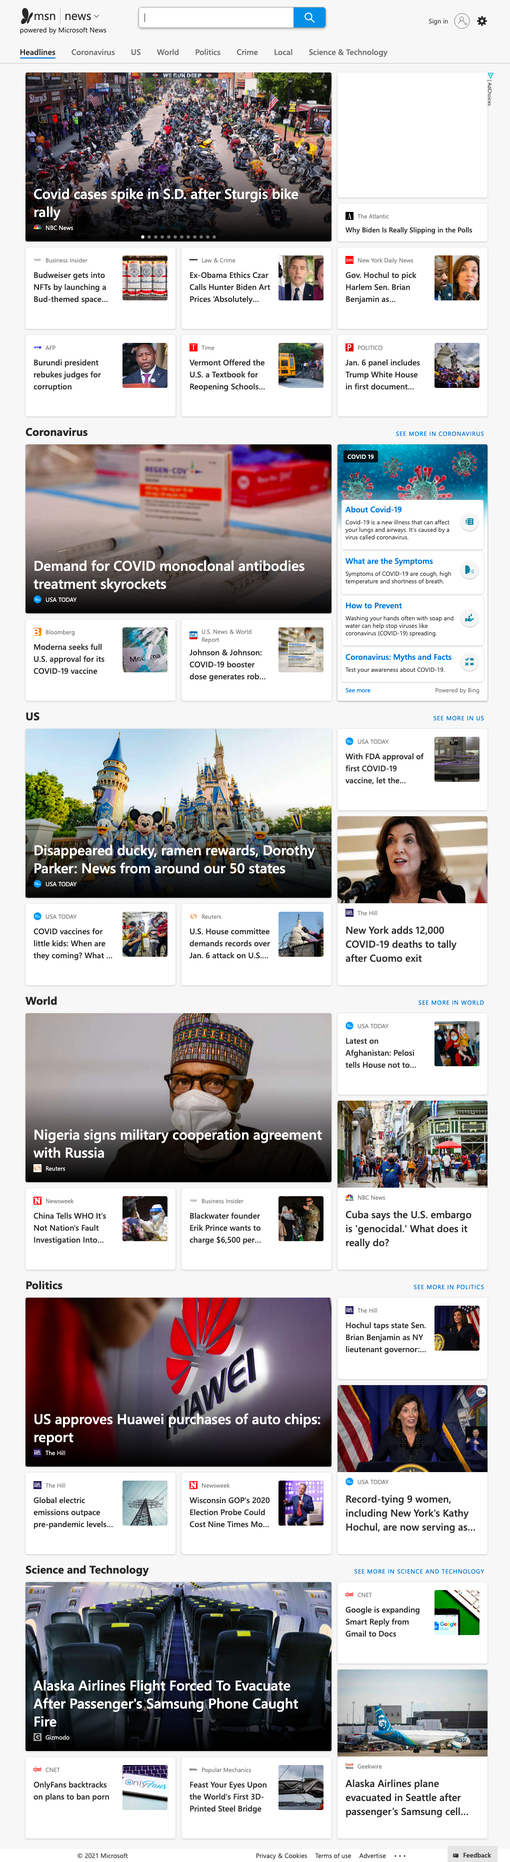 msn news
powered by Microsoft News
Sign in
Headlines Coronavirus US World Politics Crime Local Science & Technology
Covid cases spike in S.D. after Sturgis bike
rally
NBC News
AdChoices
The Atlantic
Why Biden Is Really Slipping in the Polls
Business Insider
Budweiser gets into
NFTs by launching a
Bud-themed space...
Law & Crime
Ex-Obama Ethics Czar
Calls Hunter Biden Art
Prices 'Absolutely...
New York Daily News
Gov. Hochul to pick
Harlem Sen. Brian
Benjamin as...
AFP
Burundi president
rebukes judges for
corruption
Time
Vermont Offered the
U.S. a Textbook for
Reopening Schools...
POLITICO
Jan. 6 panel includes
Trump White House
in first document...
Coronavirus
SEE MORE IN CORONAVIRUS
REGEN-COV
Demand for COVID monoclonal antibodies
treatment skyrockets
USA TODAY
COVID 19
About Covid-19
Covid-19 is a new illness that can affect
your lungs and airways. It's caused by a
virus called coronavirus.
What are the Symptoms
Symptoms of COVID-19 are cough, high
temperature and shortness of breath.
How to Prevent
Washing your hands often with soap and
water can help stop viruses like
coronavirus (COVID-19) spreading.
Coronavirus: Myths and Facts
Test your awareness about COVID-19.
See more
Powered by Bing
Bloomberg
Moderna seeks full
U.S. approval for its
COVID-19 vaccine
U.S. News & World
Report
Johnson & Johnson:
COVID-19 booster
dose generates rob...
US
SEE MORE IN US
Disappeared ducky, ramen rewards, Dorothy
Parker: News from around our 50 states
USA TODAY
USA TODAY
With FDA approval of
first COVID-19
vaccine, let the...
The Hill
New York adds 12,000
COVID-19 deaths to tally
after Cuomo exit
USA TODAY
COVID vaccines for
little kids: When are
they coming? What ...
Reuters
U.S. House committee
demands records over
Jan. 6 attack on U.S....
World
SEE MORE IN WORLD
Nigeria signs military cooperation agreement
with Russia
Reuters
USA TODAY
Latest on
Afghanistan: Pelosi
tells House not to...
NBC News
Cuba says the U.S. embargo
is 'genocidal.' What does it
really do?
Newsweek
China Tells WHO It's
Not Nation's Fault
Investigation Into...
Business Insider
Blackwater founder
Erik Prince wants to
charge $6,500 per...
Politics
SEE MORE IN POLITICS
HUAWEI
US approves Huawei purchases of auto chips:
report
The Hill
The Hill
Hochul taps state Sen.
Brian Benjamin as NY
lieutenant governor:...
USA TODAY
Record-tying 9 women,
including New York's Kathy
Hochul, are now serving as...
The Hill
Global electric
emissions outpace
pre-pandemic levels...
Newsweek
Wisconsin GOP's 2020
Election Probe Could
Cost Nine Times Mo...
Science and Technology
SEE MORE IN SCIENCE AND TECHNOLOGY
Alaska Airlines Flight Forced To Evacuate
After Passenger's Samsung Phone Caught
Fire
Gizmodo
CNET
Google is expanding
Smart Reply from
Gmail to Docs
Geekwire
Alaska Airlines plane
evacuated in Seattle after
passenger's Samsung cell...
CNET
OnlyFans backtracks
on plans to ban porn
Popular Mechanics
Feast Your Eyes Upon
the World's First 3D-
Printed Steel Bridge
© 2021 Microsoft
Privacy & Cookies Terms of use Advertise
Feedback